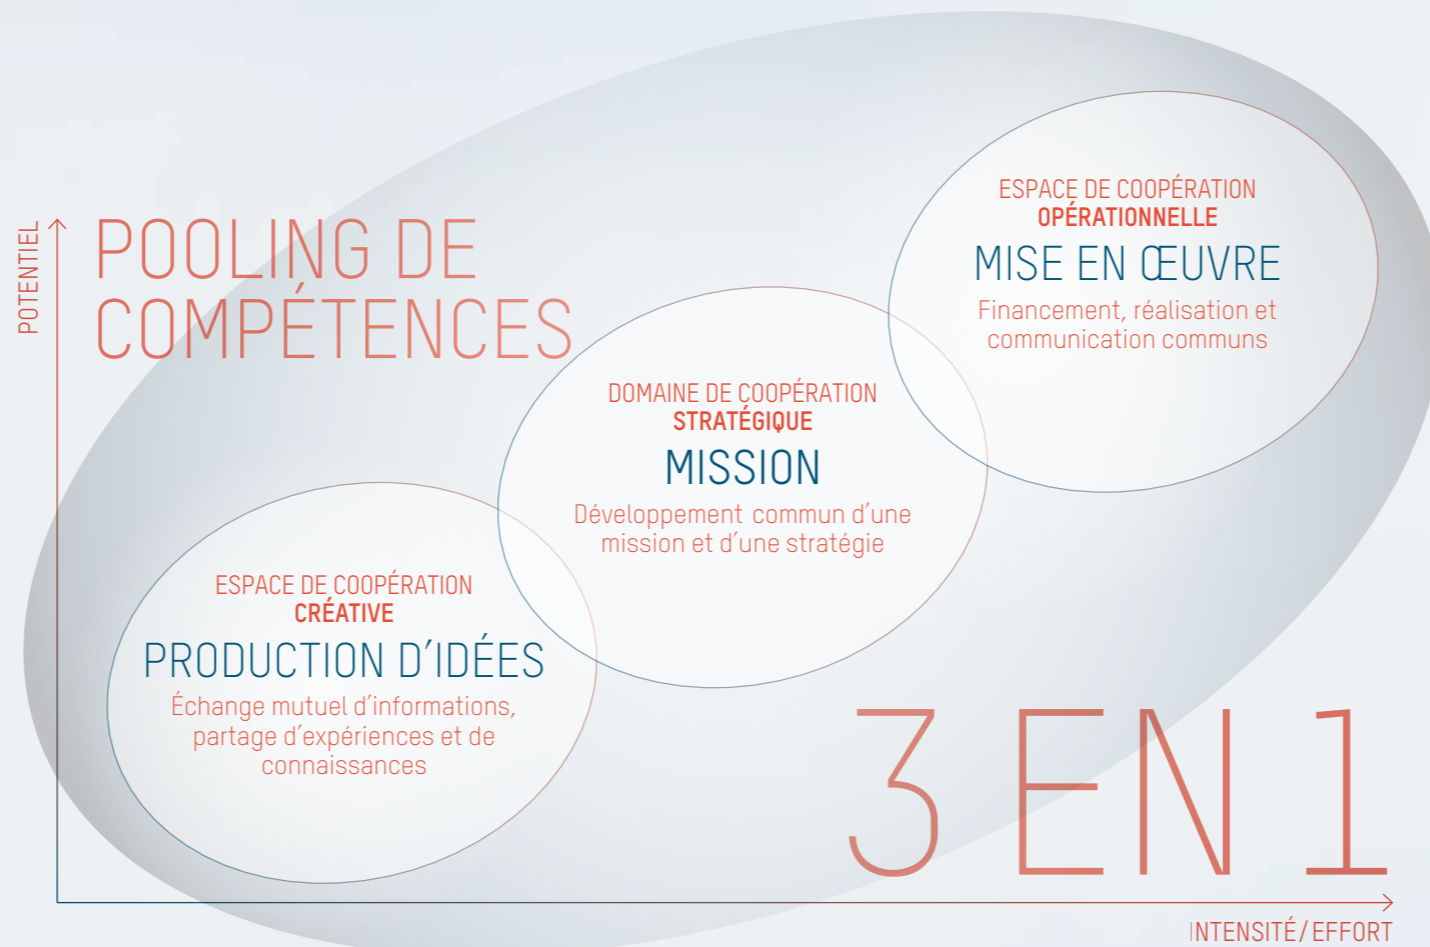 POTENTIEL
POOLING DE
COMPÉTENCES
ESPACE DE COOPÉRATION
OPÉRATIONNELLE
MISE EN ŒUVRE
Financement, réalisation et
communication communs
DOMAINE DE COOPÉRATION
STRATÉGIQUE
MISSION
Développement commun d’une
mission et d’une stratégie
ESPACE DE COOPÉRATION
CRÉATIVE
PRODUCTION D’IDÉES
Échange mutuel d’informations,
partage d’expériences et de
connaissances
3 EN 1
INTENSITÉ/EFFORT